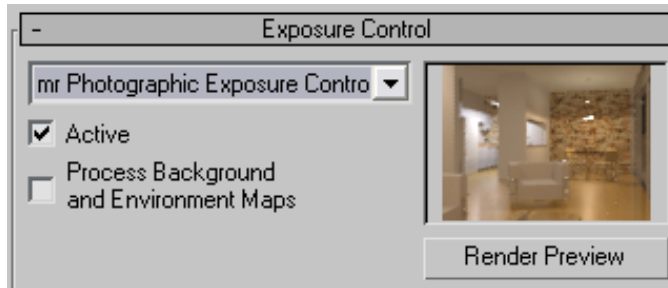 - Exposure Control
mr Photographic Exposure Contro
Active
Process Background
and Environment Maps
Render Preview